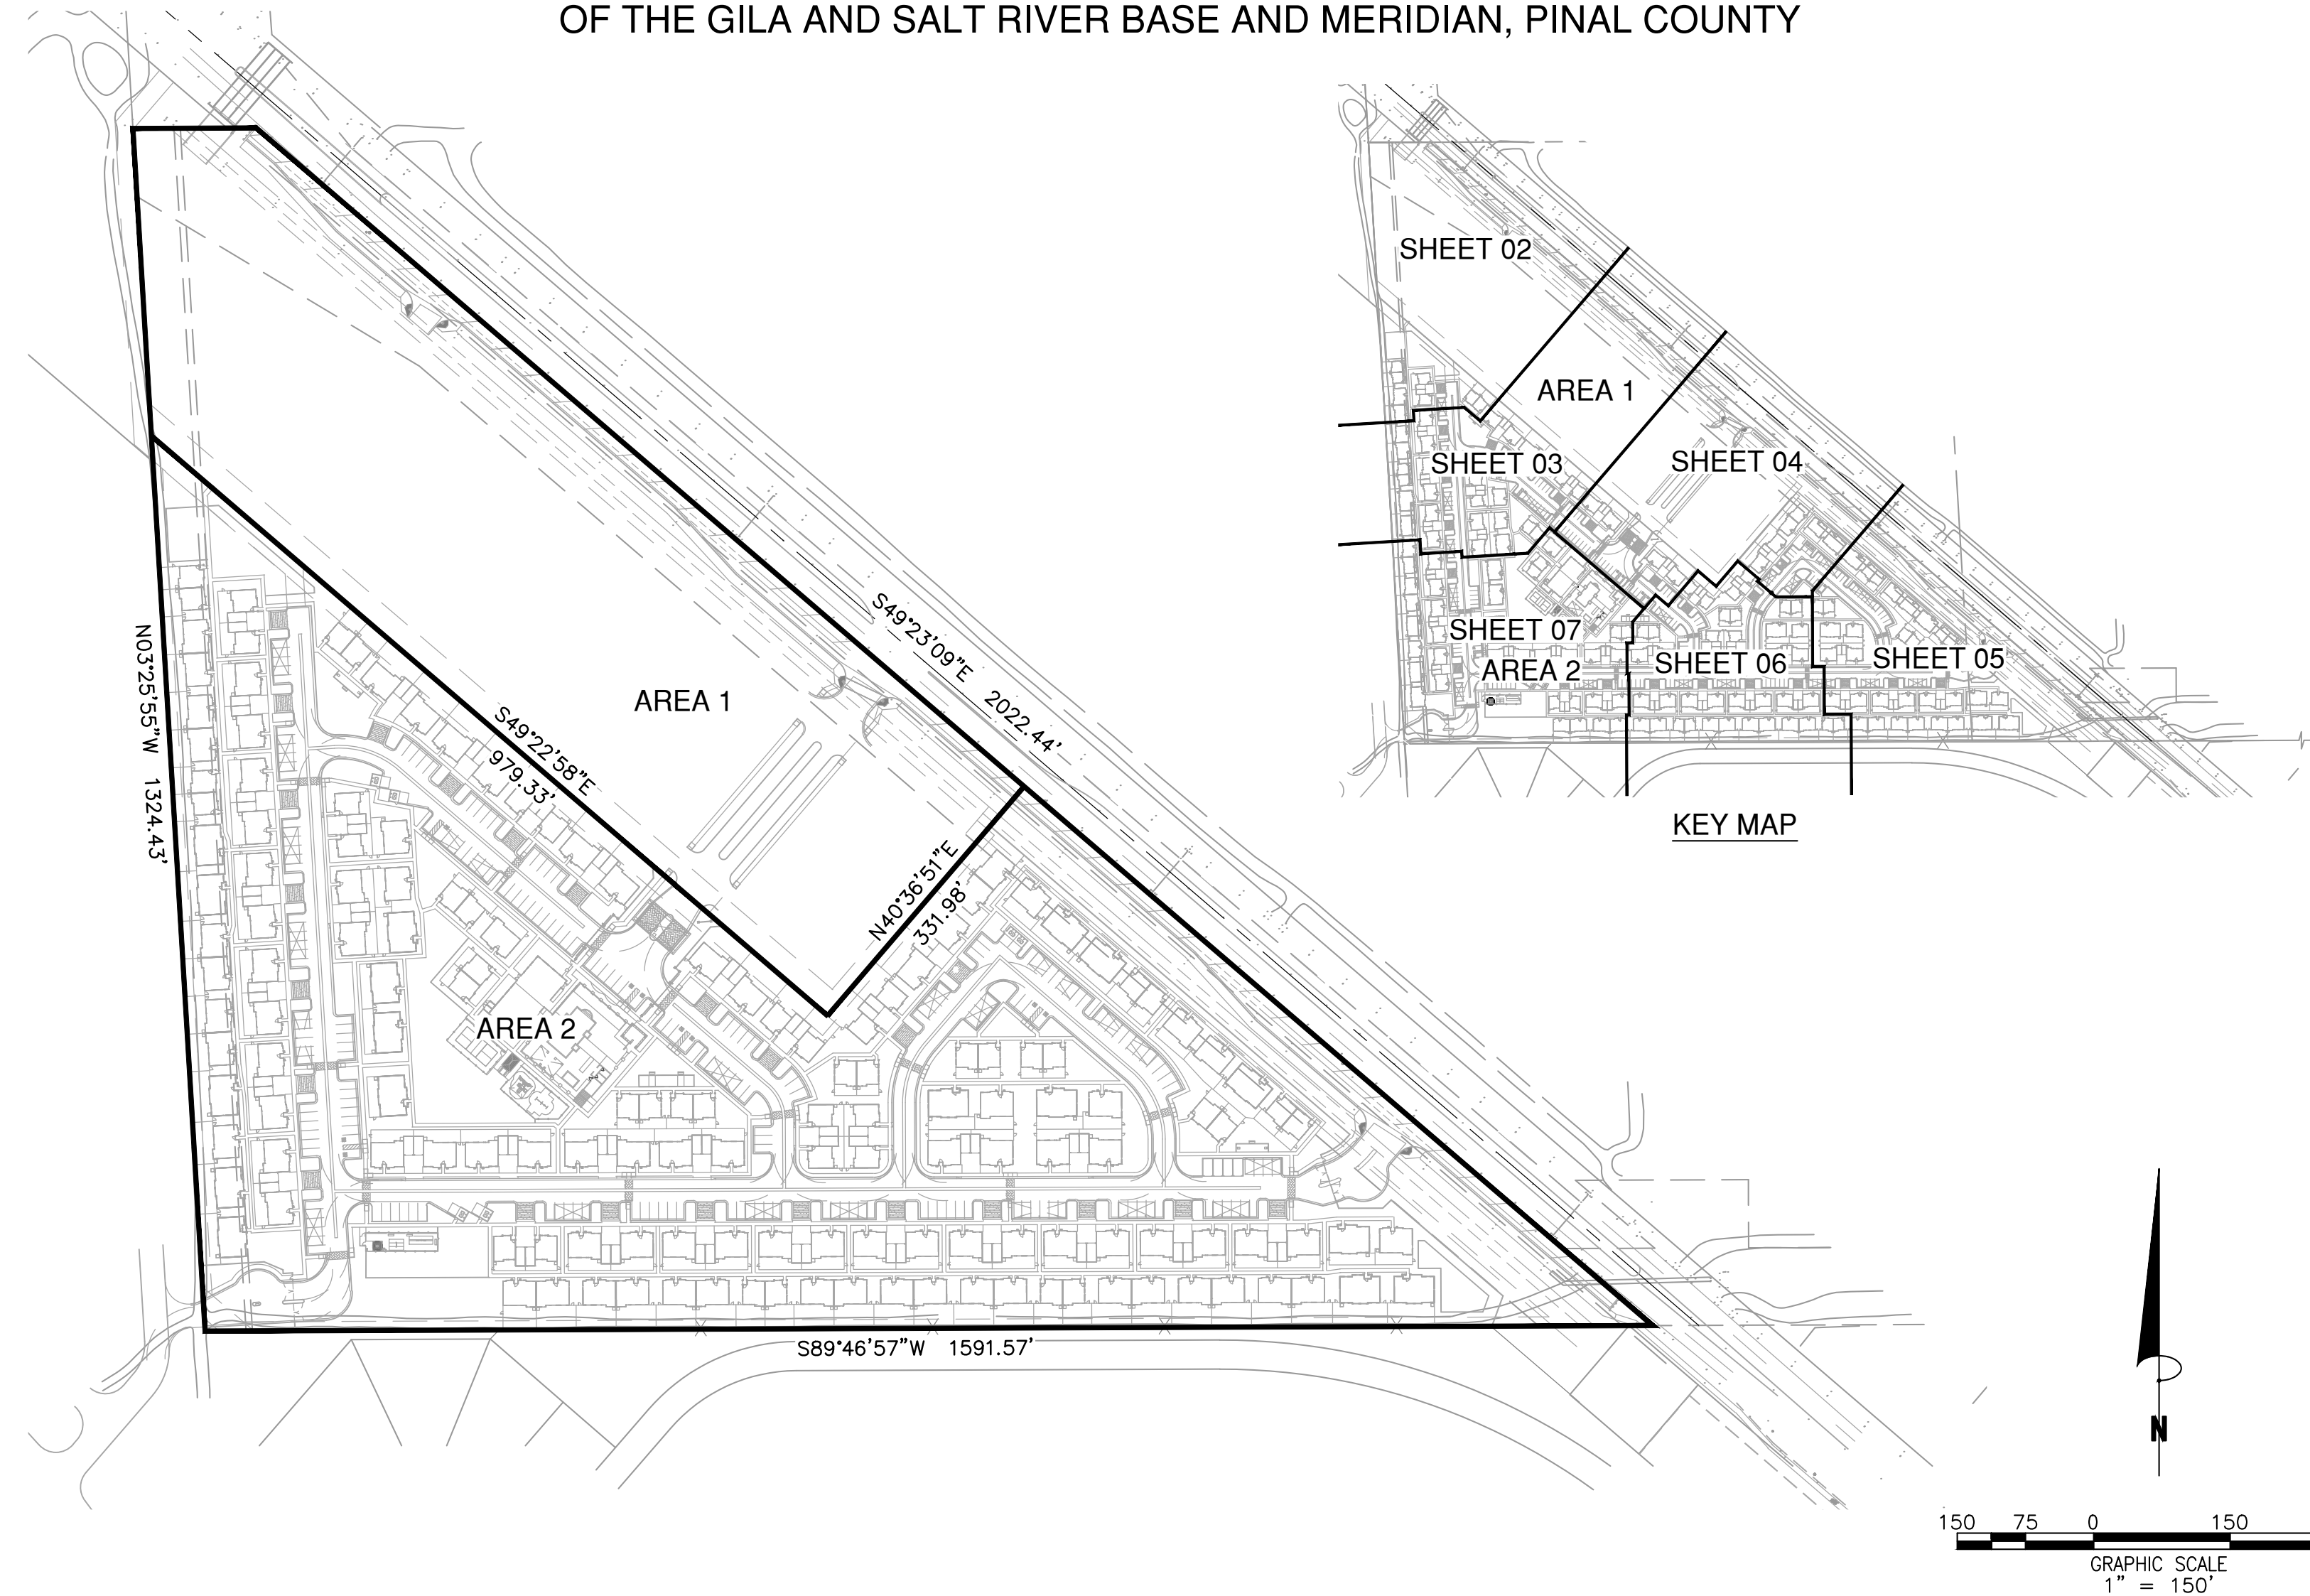 OF THE GILA AND SALT RIVER BASE AND MERIDIAN, PINAL COUNTY
SHEET 02
AREA 1
SHEET 03
SHEET 04
SHEET 07
AREA 2
SHEET 06
SHEET 05
KEY MAP
S49°23'09"E 2022.44'
AREA 1
N03°25'55"W 1324.43'
S49°22'58"E
979.33'
N40°36'51"E
331.98'
AREA 2
S89°46'57"W 1591.57'
N
150 75 0 150
GRAPHIC SCALE
1" = 150'